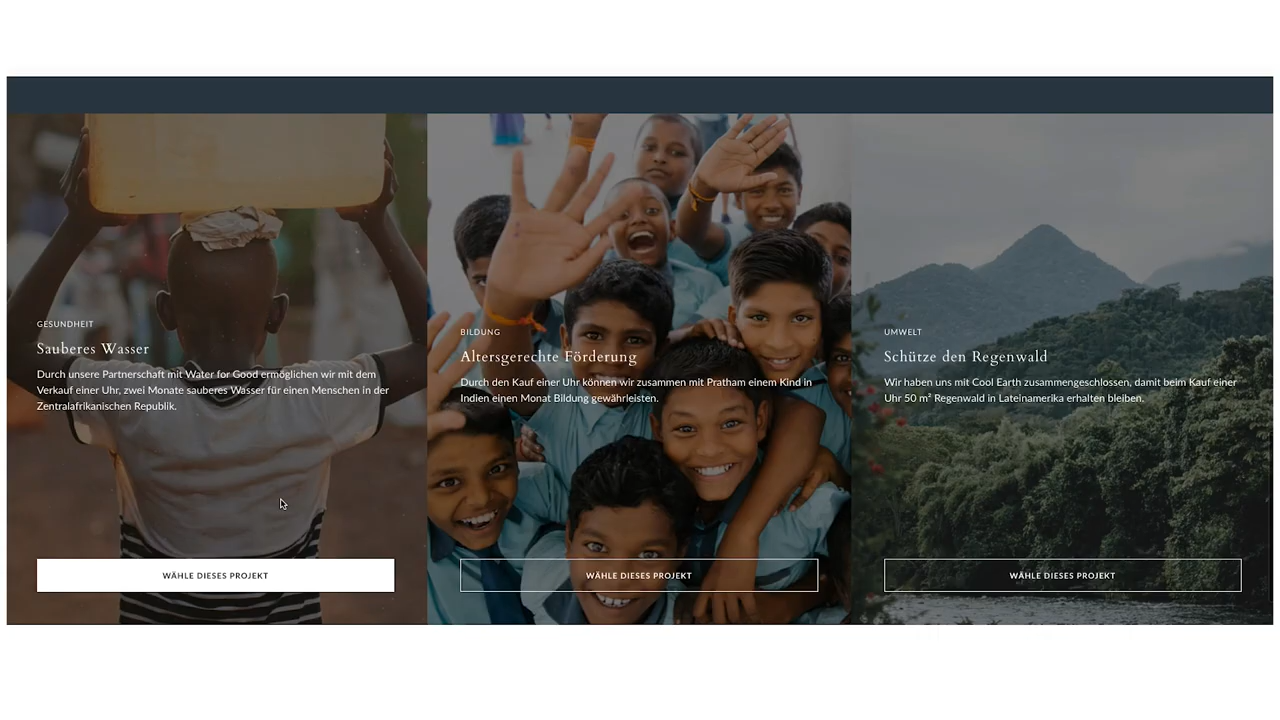 GESUNDHEIT
Sauberes Wasser
Durch unsere Partnerschaft mit Water for Good ermöglichen wir mit dem
Verkauf einer Uhr, zwei Monate sauberes Wasser für einen Menschen in der
Zentralafrikanischen Republik.
WÄHLE DIESES PROJEKT
BILDUNG
Altersgerechte Förderung
Durch den Kauf einer Uhr können wir zusammen mit Pratham einem Kind in
Indien einen Monat Bildung gewährleisten.
WÄHLE DIESES PROJEKT
UMWELT
Schütze den Regenwald
Wir haben uns mit Cool Earth zusammengeschlossen, damit beim Kauf einer
Uhr 50 m² Regenwald in Lateinamerika erhalten bleiben.
WÄHLE DIESES PROJEKT